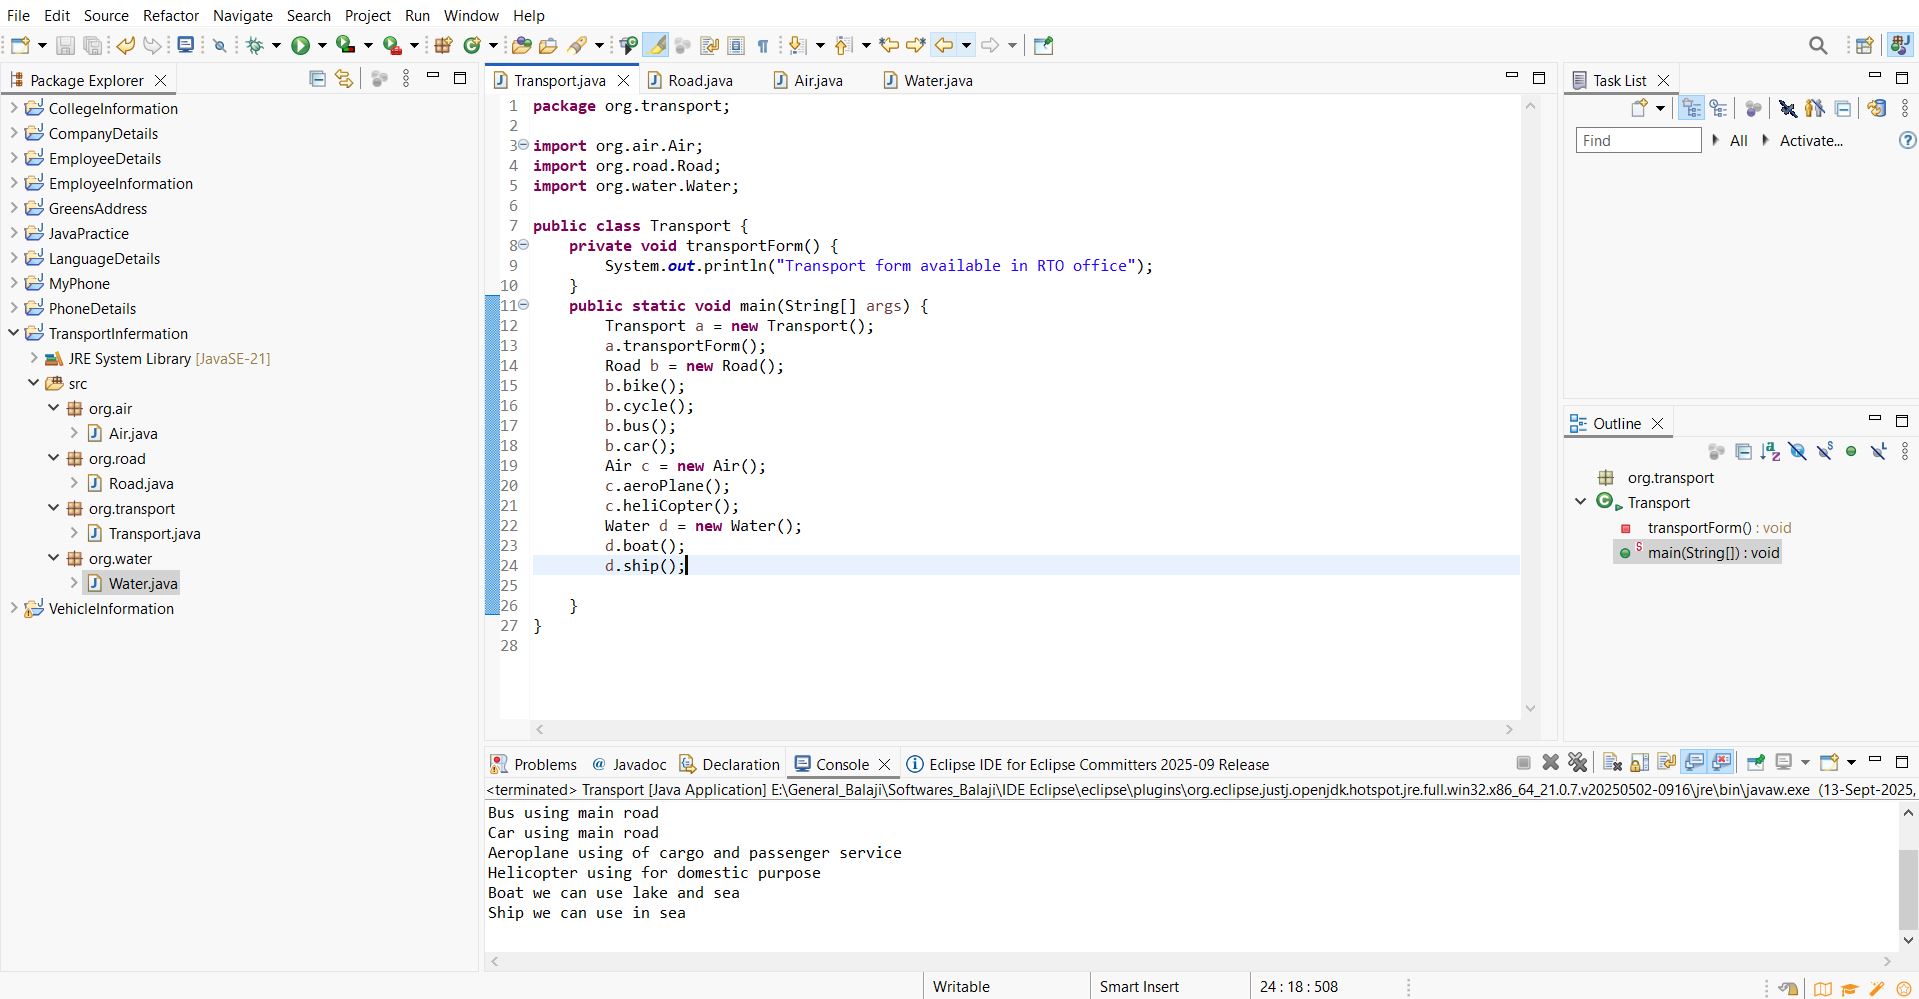 File Edit Source Refactor Navigate Search Project Run Window Help
Package Explorer
CollegeInformation
CompanyDetails
EmployeeDetails
EmployeeInformation
GreensAddress
JavaPractice
LanguageDetails
MyPhone
PhoneDetails
TransportInfermation
JRE System Library [JavaSE-21]
src
org.air
Air.java
org.road
Road.java
org.transport
Transport.java
org.water
Water.java
VehicleInformation
Transport.java Road.java Air.java Water.java
1 package org.transport;
2
3 import org.air.Air;
4 import org.road.Road;
5 import org.water.Water;
6
7 public class Transport {
8 private void transportForm() {
9 System.out.println("Transport form available in RTO office");
10 }
11 public static void main(String[] args) {
12 Transport a = new Transport();
13 a.transportForm();
14 Road b = new Road();
15 b.bike();
16 b.cycle();
17 b.bus();
18 b.car();
19 Air c = new Air();
20 c.aeroPlane();
21 c.heliCopter();
22 Water d = new Water();
23 d.boat();
24 d.ship();
25
26 }
27 }
28
Task List
Find All Activate...
Outline
org.transport
Transport
transportForm() : void
main(String[]) : void
Problems Javadoc Declaration Console Eclipse IDE for Eclipse Committers 2025-09 Release
<terminated> Transport [Java Application] E:\General_Balaji\Softwares_Balaji\IDE Eclipse\eclipse\plugins\org.eclipse.justj.openjdk.hotspot.jre.full.win32.x86_64_21.0.7.v20250502-0916\jre\bin\javaw.exe (13-Sept-2025,
Bus using main road
Car using main road
Aeroplane using of cargo and passenger service
Helicopter using for domestic purpose
Boat we can use lake and sea
Ship we can use in sea
Writable Smart Insert 24 : 18 : 508